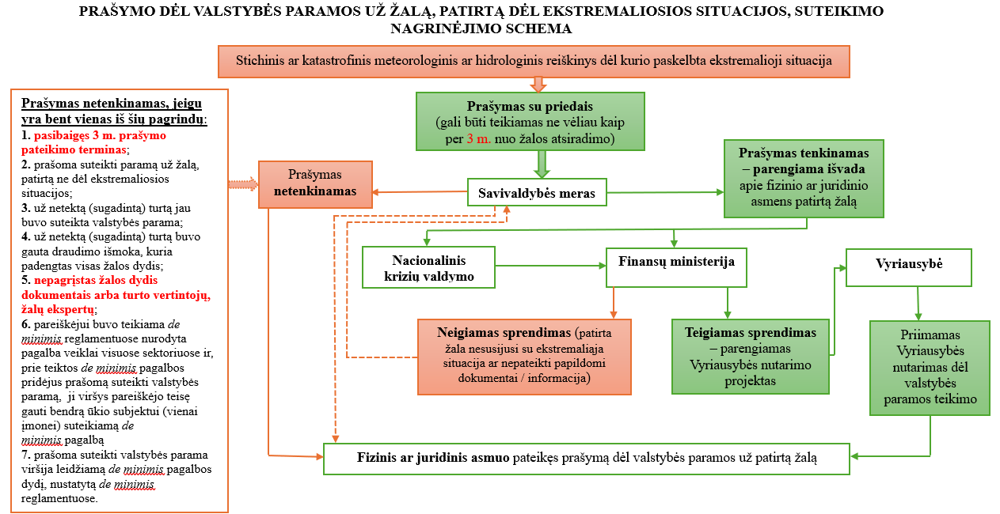 PRAŠYMO DĖL VALSTYBĖS PARAMOS UŽ ŽALĄ, PATIRTĄ DĖL EKSTREMALIOSIOS SITUACIJOS, SUTEIKIMO
NAGRINĖJIMO SCHEMA
Stichinis ar katastrofinis meteorologinis ar hidrologinis reiškinys dėl kurio paskelbta ekstremalioji situacija
Prašymas netenkinamas, jeigu
yra bent vienas iš šių pagrindų:
1. pasibaigęs 3 m. prašymo
pateikimo terminas;
2. prašoma suteikti paramą už žalą,
patirtą ne dėl ekstremaliosios
situacijos;
3. už netektą (sugadintą) turtą jau
buvo suteikta valstybės parama;
4. už netektą (sugadintą) turtą buvo
gauta draudimo išmoka, kuria
padengtas visas žalos dydis;
5. nepagrįstas žalos dydis
dokumentais arba turto vertintojų,
žalų ekspertų;
6. pareiškėjui buvo teikiama de
minimis reglamentuose nurodyta
pagalba veiklai visuose sektoriuose ir,
prie teiktos de minimis pagalbos
pridėjus prašomą suteikti valstybės
paramą, ji viršys pareiškėjo teisę
gauti bendrą ūkio subjektui (vienai
įmonei) suteikiamą de
minimis pagalbą
7. prašoma suteikti valstybės parama
viršija leidžiamą de minimis pagalbos
dydį, nustatytą de minimis
reglamentuose.
Prašymas su priedais
(gali būti teikiamas ne vėliau kaip
per 3 m. nuo žalos atsiradimo)
Prašymas
netenkinamas
Savivaldybės meras
Prašymas tenkinamas
– parengiama išvada
apie fizinio ar juridinio
asmens patirtą žalą
Nacionalinis
krizių valdymo
Finansų ministerija
Vyriausybė
Neigiamas sprendimas (patirta
žala nesusijusi su ekstremaliaja
situacija ar nepateikti papildomi
dokumentai / informacija)
Teigiamas sprendimas
– parengiamas
Vyriausybės nutarimo
projektas
Priimamas
Vyriausybės
nutarimas dėl
valstybės
paramos teikimo
Fizinis ar juridinis asmuo pateikęs prašymą dėl valstybės paramos už patirtą žalą